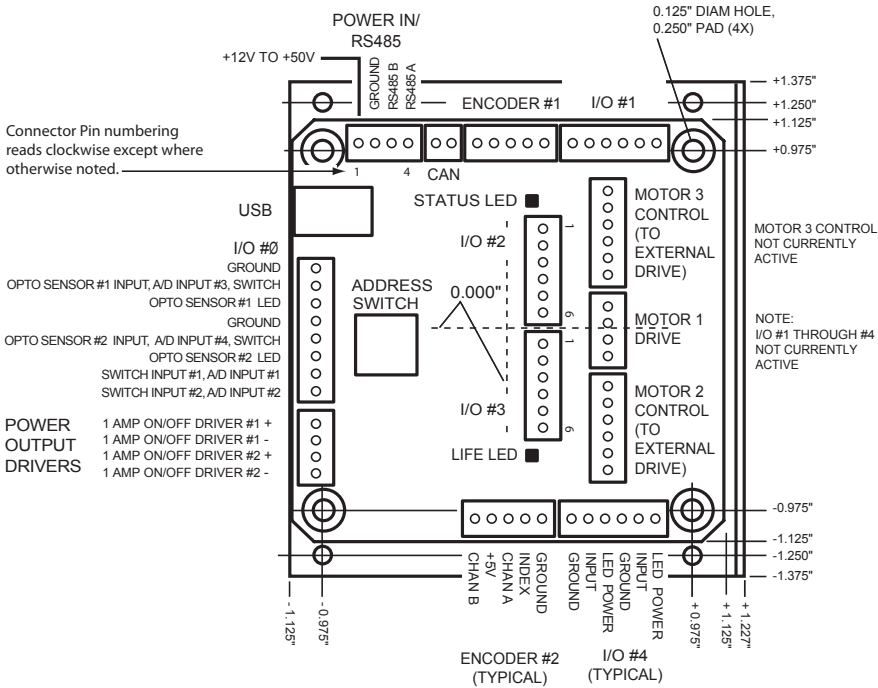 POWER IN/
RS485
+12V TO +50V
GROUND
RS485 B
RS485 A
ENCODER #1
I/O #1
0.125" DIAM HOLE,
0.250" PAD (4X)
+1.375"
+1.250"
+1.125"
+0.975"
Connector Pin numbering
reads clockwise except where
otherwise noted.
1
4
CAN
USB
STATUS LED
I/O #2
1
6
MOTOR 3
CONTROL
(TO
EXTERNAL
DRIVE)
MOTOR 3 CONTROL
NOT CURRENTLY
ACTIVE
I/O #0
GROUND
OPTO SENSOR #1 INPUT, A/D INPUT #3, SWITCH
OPTO SENSOR #1 LED
GROUND
OPTO SENSOR #2 INPUT, A/D INPUT #4, SWITCH
OPTO SENSOR #2 LED
SWITCH INPUT #1, A/D INPUT #1
SWITCH INPUT #2, A/D INPUT #2
ADDRESS
SWITCH
0.000"
MOTOR 1
DRIVE
NOTE:
I/O #1 THROUGH #4
NOT CURRENTLY
ACTIVE
1
I/O #3
6
MOTOR 2
CONTROL
(TO
EXTERNAL
DRIVE)
POWER
OUTPUT
DRIVERS
1 AMP ON/OFF DRIVER #1 +
1 AMP ON/OFF DRIVER #1 -
1 AMP ON/OFF DRIVER #2 +
1 AMP ON/OFF DRIVER #2 -
LIFE LED
-0.975"
-1.125"
-1.250"
-1.375"
CHAN B
+5V
CHAN A
INDEX
GROUND
GROUND
INPUT
LED POWER
GROUND
INPUT
LED POWER
- 1.125"
- 0.975"
+ 0.975"
+ 1.125"
+ 1.227"
ENCODER #2
(TYPICAL)
I/O #4
(TYPICAL)